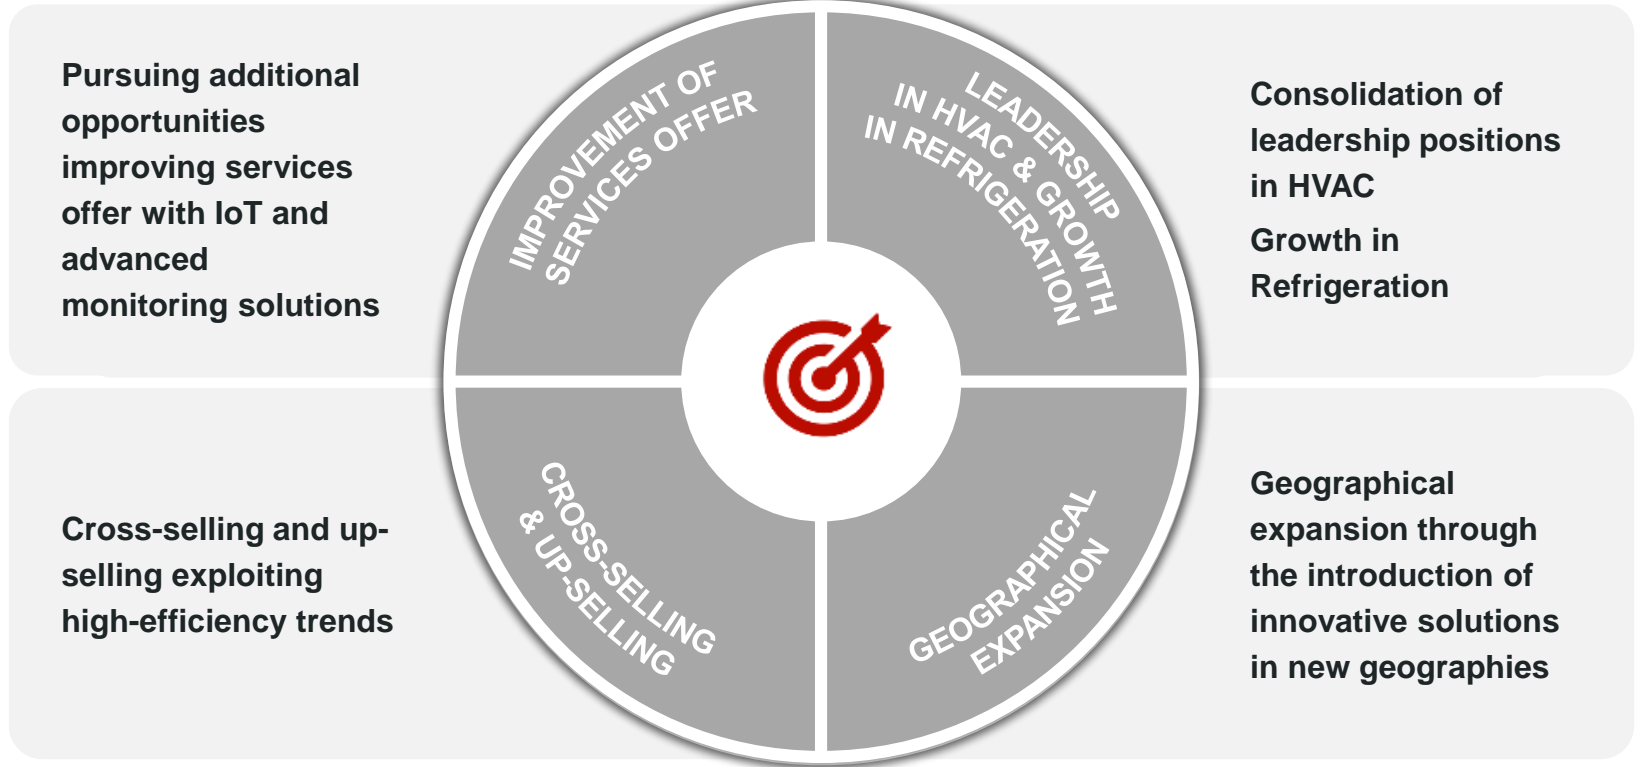 Pursuing additional
opportunities
improving services
offer with IoT and
advanced
monitoring solutions
IMPROVEMENT OF
SERVICES OFFER
LEADERSHIP
IN HVAC & GROWTH
IN REFRIGERATION
Consolidation of
leadership positions
in HVAC
Growth in
Refrigeration
Cross-selling and up-
selling exploiting
high-efficiency trends
CROSS-SELLING
& UP-SELLING
GEOGRAPHICAL
EXPANSION
Geographical
expansion through
the introduction of
innovative solutions
in new geographies